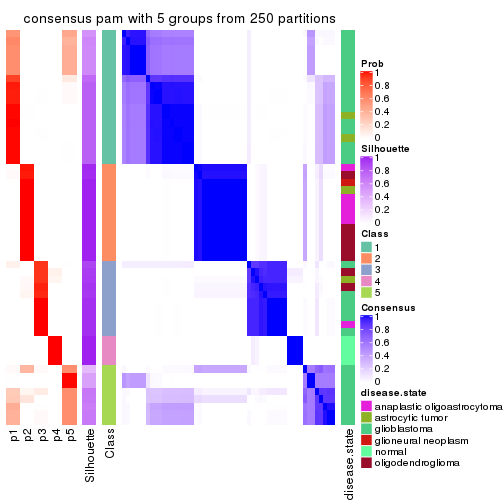 consensus pam with 5 groups from 250 partitions
Prob
1
0.8
0.6
0.4
0.2
0
Silhouette
1
0.8
0.6
0.4
0.2
0
Class
1
2
3
4
5
Consensus
1
0.8
0.6
0.4
0.2
0
disease.state
anaplastic oligoastrocytoma
astrocytic tumor
glioblastoma
glioneural neoplasm
normal
oligodendroglioma
p1
p2
p3
p4
p5
Silhouette
Class
disease.state